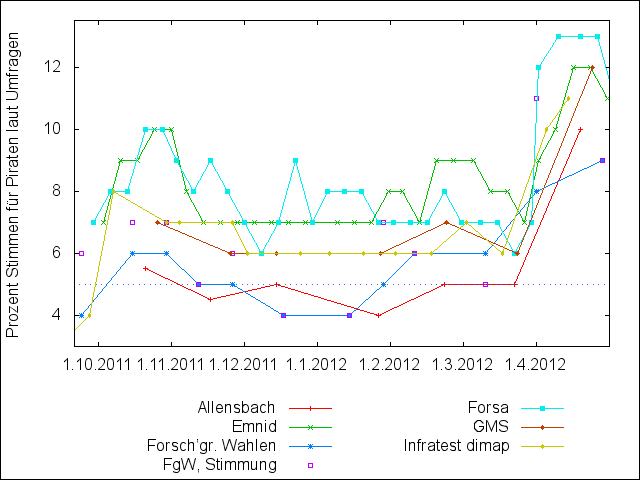 Prozent Stimmen für Piraten laut Umfragen
12
10
8
6
4
1.10.2011 1.11.2011 1.12.2011 1.1.2012 1.2.2012 1.3.2012 1.4.2012
Allensbach Forsa
Emnid GMS
Forsch'gr. Wahlen Infratest dimap
FgW, Stimmung